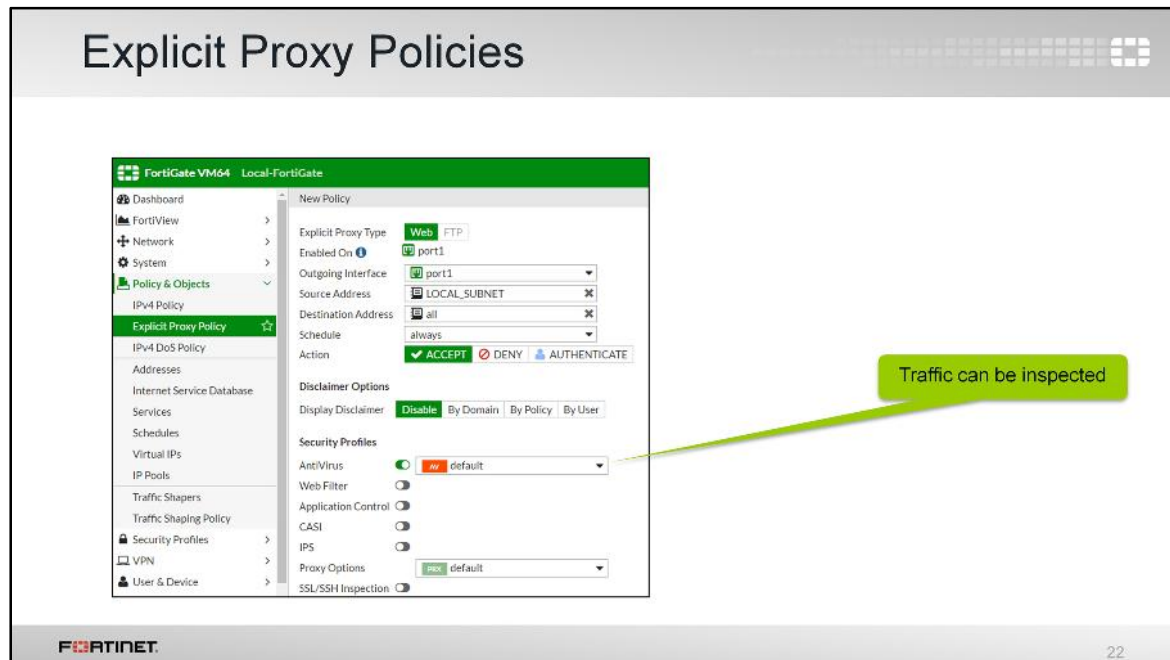 Explicit Proxy Policies
FortiGate VM64 Local-FortiGate
Dashboard
FortiView
Network
System
Policy & Objects
IPv4 Policy
Explicit Proxy Policy
IPv4 DoS Policy
Addresses
Internet Service Database
Services
Schedules
Virtual IPs
IP Pools
Traffic Shapers
Traffic Shaping Policy
Security Profiles
VPN
User & Device
New Policy
Explicit Proxy Type Web FTP
Enabled On port1
Outgoing Interface port1
Source Address LOCAL_SUBNET
Destination Address all
Schedule always
Action ACCEPT DENY AUTHENTICATE
Disclaimer Options
Display Disclaimer Disable By Domain By Policy By User
Security Profiles
AntiVirus AV default
Web Filter
Application Control
CASI
IPS
Proxy Options PRX default
SSL/SSH Inspection
Traffic can be inspected
FORTINET
22